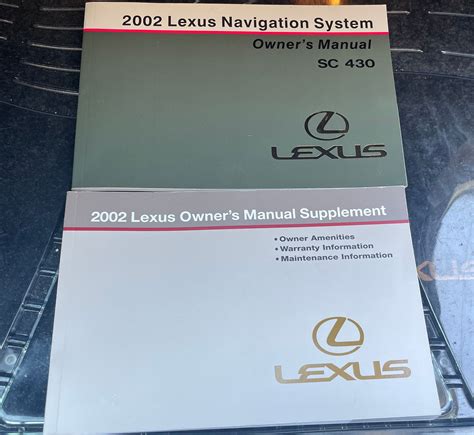 2002 Lexus Navigation System
Owner's Manual
SC 430
LEXUS
2002 Lexus Owner's Manual Supplement
• Owner Amenities
• Warranty Information
• Maintenance Information
LEXUS